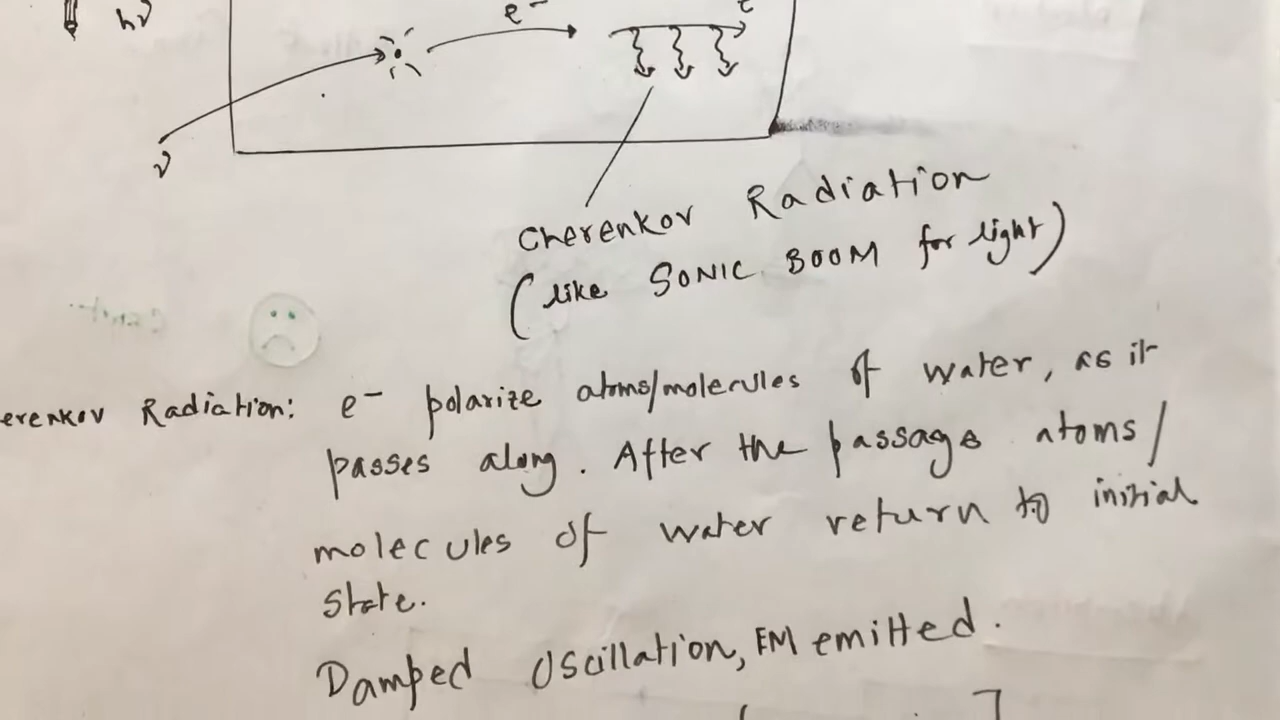 hν
e⁻
ν
Cherenkov Radiation
(like SONIC BOOM for light)
erenkov Radiation: e⁻ polarize atoms/molecules of water, as it
passes along. After the passage atoms/
molecules of water return to initial
state.
Damped Oscillation, EM emitted.